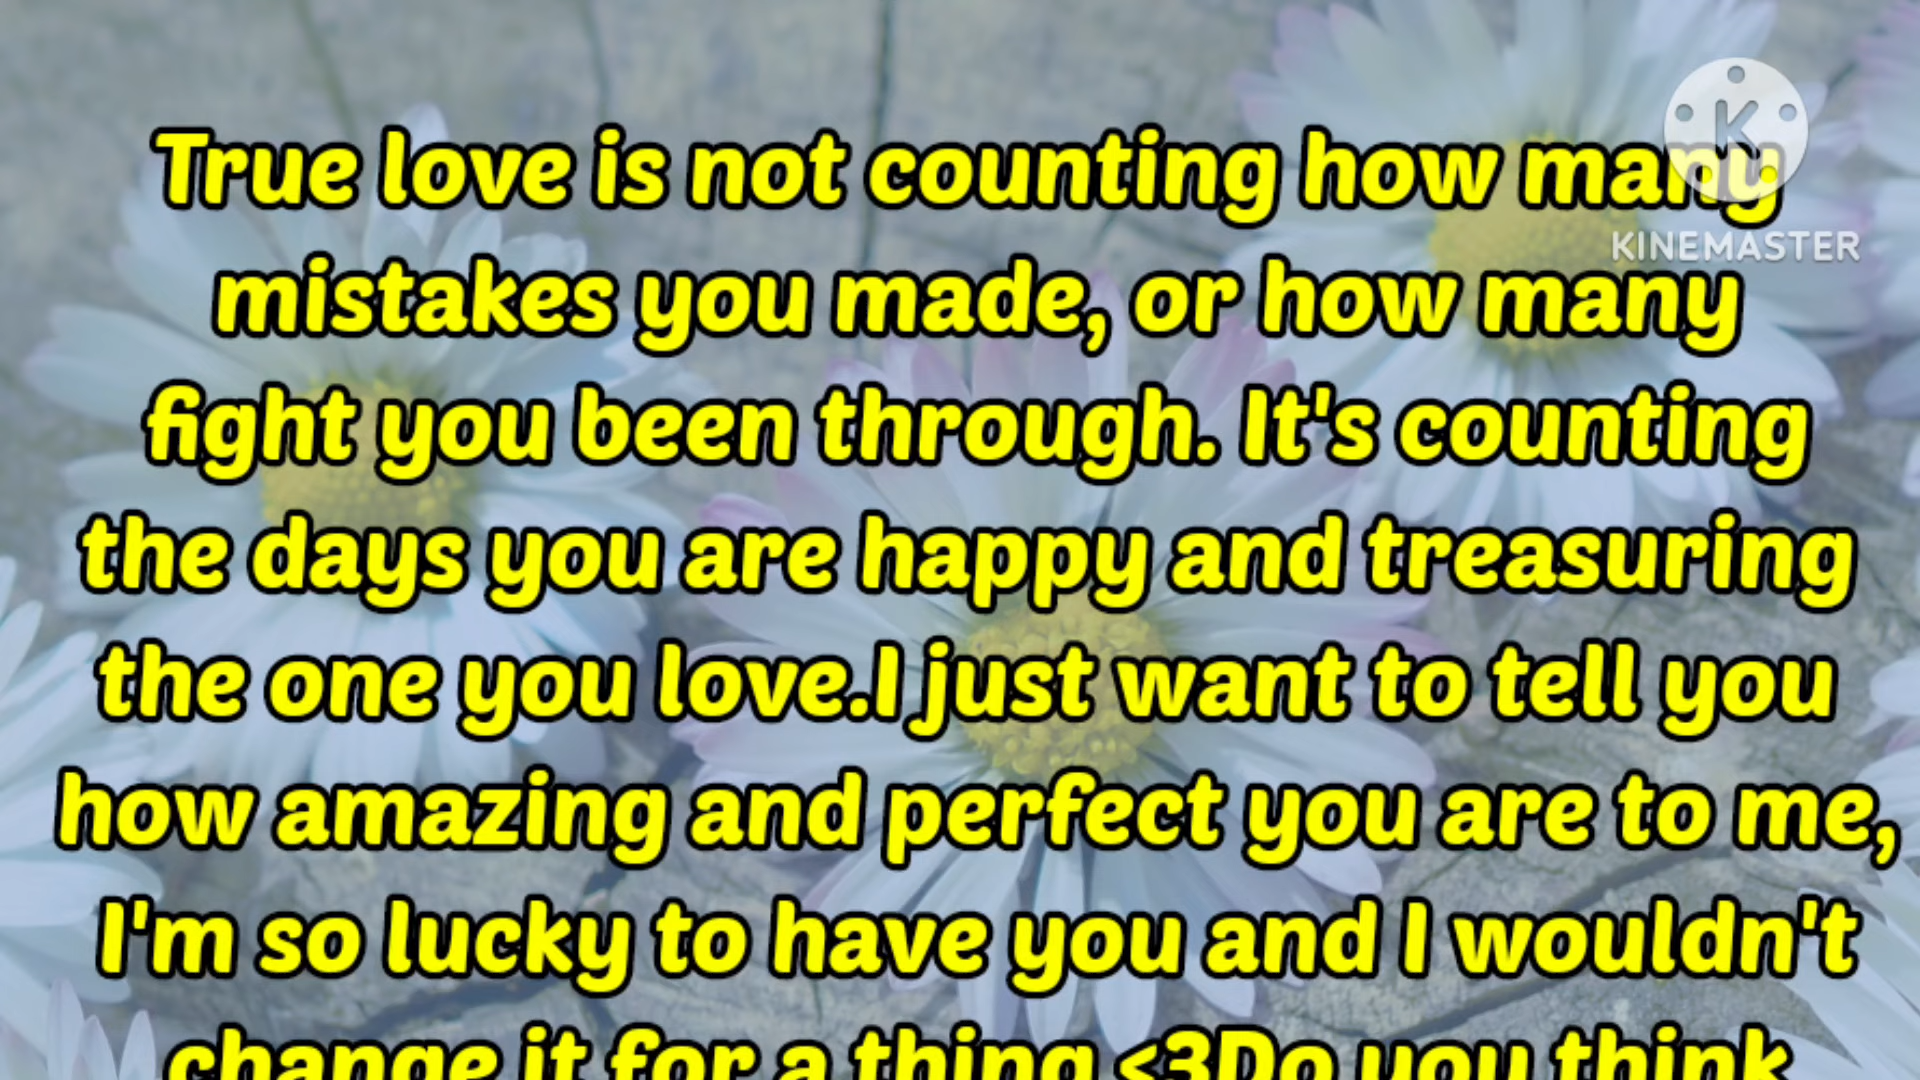 True love is not counting how many
KINEMASTER
mistakes you made, or how many
fight you been through. It's counting
the days you are happy and treasuring
the one you love.I just want to tell you
how amazing and perfect you are to me,
I'm so lucky to have you and I wouldn't
change it for a thing <3Do you think